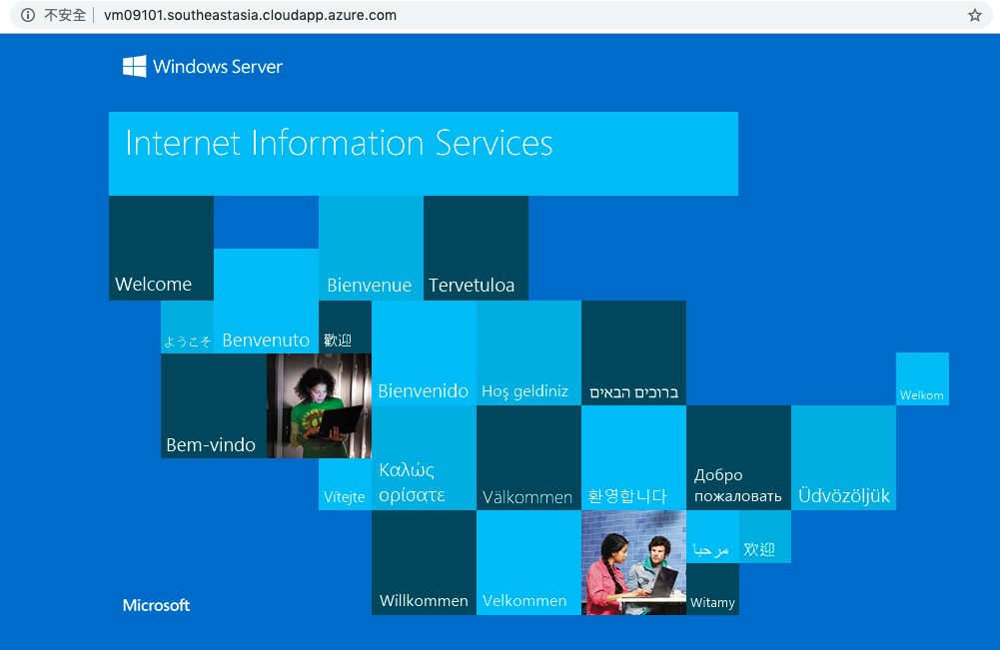 不安全
vm09101.southeastasia.cloudapp.azure.com
Windows Server
Internet Information Services
Welcome
Bienvenue
Tervetuloa
ようこそ
Benvenuto
歡迎
Bienvenido
Hoş geldiniz
ברוכים הבאים
Welkom
Bem-vindo
Vítejte
Καλώς
ορίσατε
Välkommen
환영합니다
Добро
пожаловать
Üdvözöljük
مرحبا
欢迎
Willkommen
Velkommen
Witamy
Microsoft